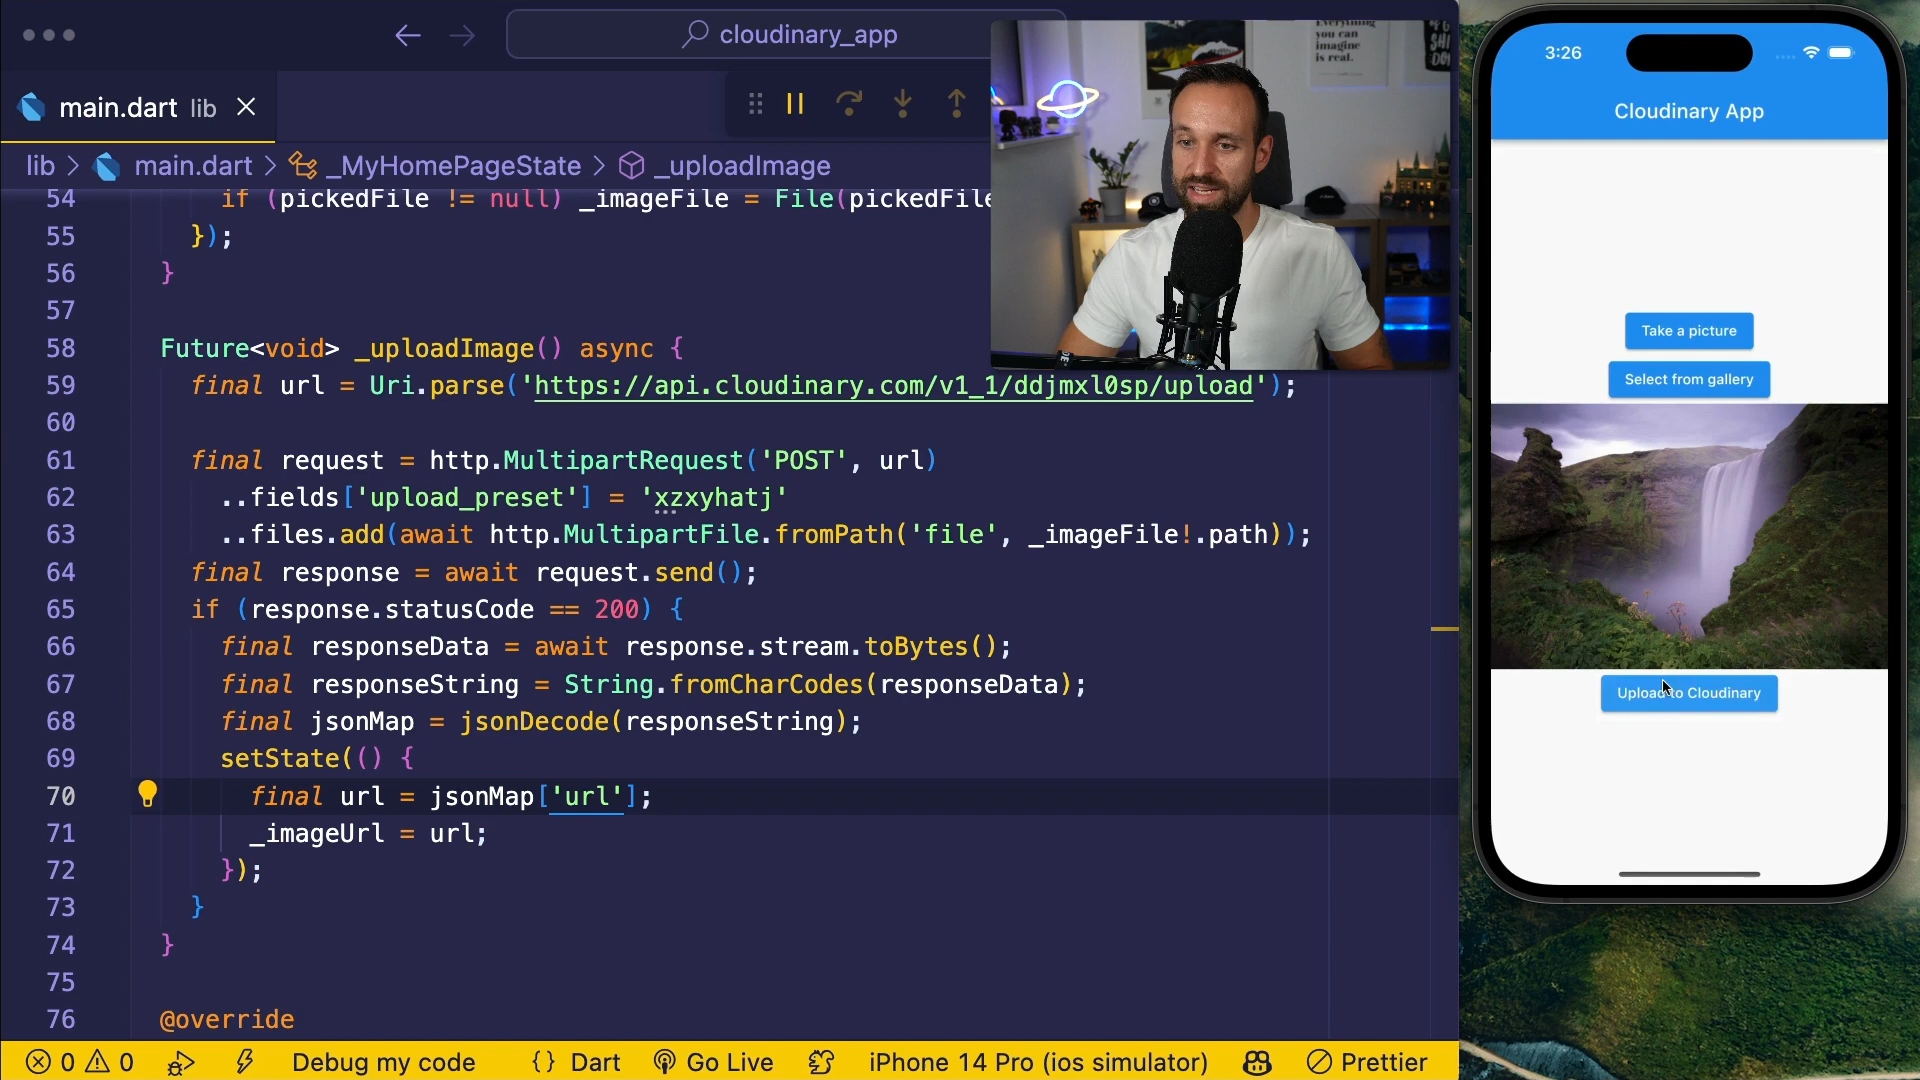 cloudinary_app
main.dart lib
lib > main.dart > _MyHomePageState > _uploadImage
54 if (pickedFile != null) _imageFile = File(pickedFile
55 });
56 }
57
58 Future<void> _uploadImage() async {
59 final url = Uri.parse('https://api.cloudinary.com/v1_1/ddjmxl0sp/upload');
60
61 final request = http.MultipartRequest('POST', url)
62 ..fields['upload_preset'] = 'xzxyhatj'
63 ..files.add(await http.MultipartFile.fromPath('file', _imageFile!.path));
64 final response = await request.send();
65 if (response.statusCode == 200) {
66 final responseData = await response.stream.toBytes();
67 final responseString = String.fromCharCodes(responseData);
68 final jsonMap = jsonDecode(responseString);
69 setState(() {
70 final url = jsonMap['url'];
71 _imageUrl = url;
72 });
73 }
74 }
75
76 @override
0 0 Debug my code {} Dart Go Live iPhone 14 Pro (ios simulator) Prettier
Everything
you can
imagine
is real.
3:26
Cloudinary App
Take a picture
Select from gallery
Upload to Cloudinary